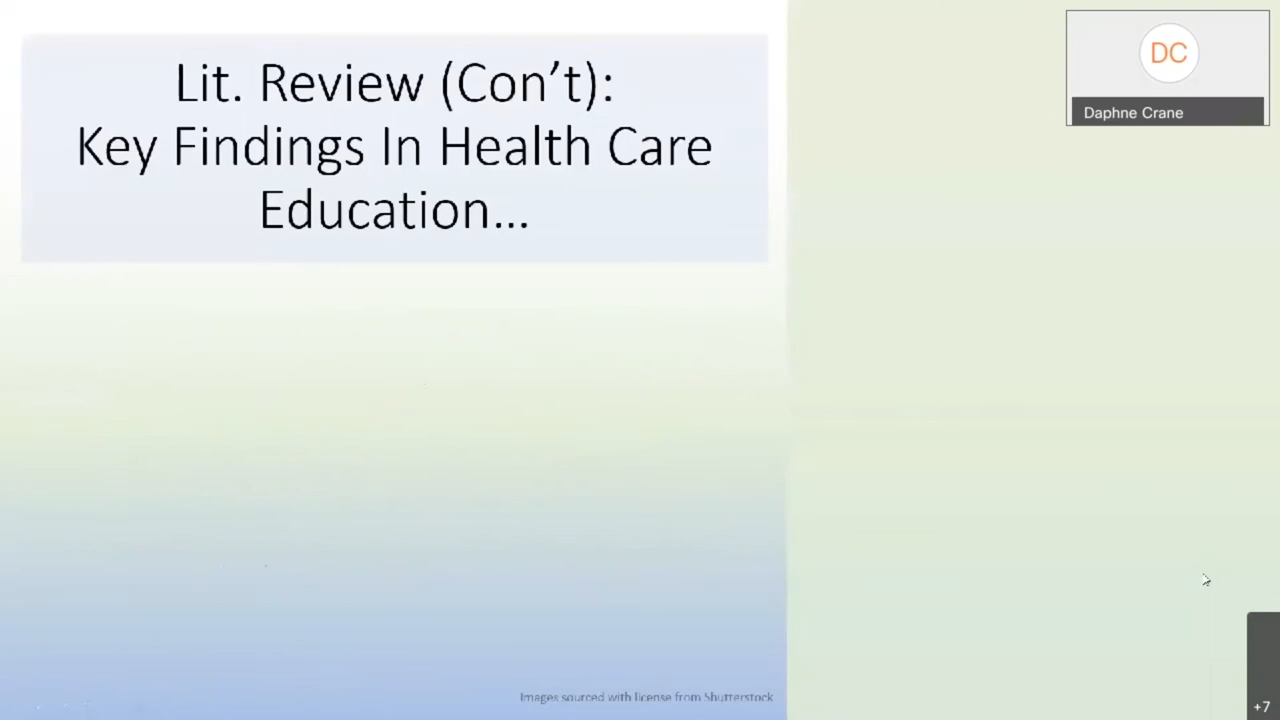 Lit. Review (Con’t):
Key Findings In Health Care
Education...
DC
Daphne Crane
Images sourced with license from Shutterstock
+7